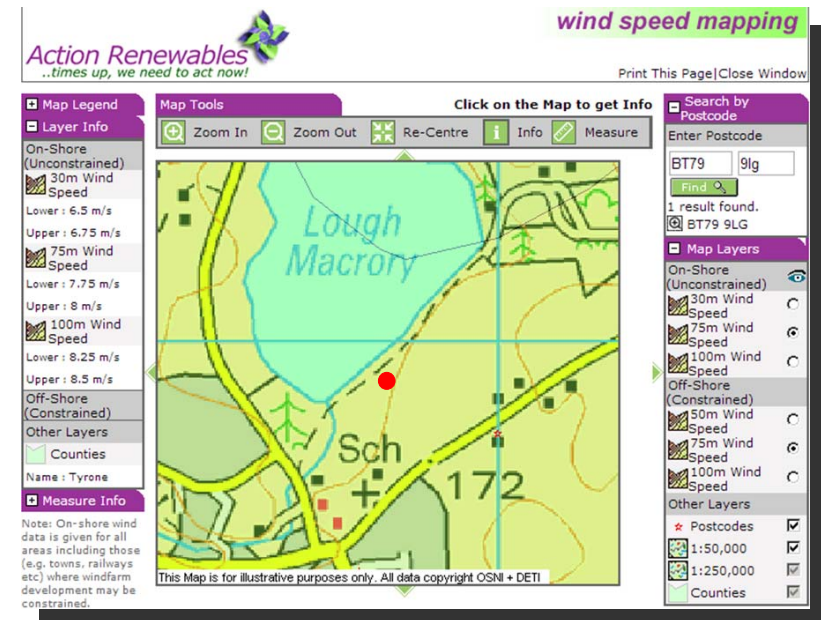 Action Renewables
..times up, we need to act now!
wind speed mapping
Print This Page|Close Window
Map Legend
Layer Info
On-Shore
(Unconstrained)
30m Wind
Speed
Lower : 6.5 m/s
Upper : 6.75 m/s
75m Wind
Speed
Lower : 7.75 m/s
Upper : 8 m/s
100m Wind
Speed
Lower : 8.25 m/s
Upper : 8.5 m/s
Off-Shore
(Constrained)
Other Layers
Counties
Name : Tyrone
Measure Info
Note: On-shore wind
data is given for all
areas including those
(e.g. towns, railways
etc) where windfarm
development may be
constrained.
Map Tools
Click on the Map to get Info
Zoom In
Zoom Out
Re-Centre
i
Info
Measure
Lough
Macrory
Sch
172
This Map is for illustrative purposes only. All data copyright OSNI + DETI
Search by
Postcode
Enter Postcode
BT79 9lg
Find
1 result found.
BT79 9LG
Map Layers
On-Shore
(Unconstrained)
30m Wind
Speed
75m Wind
Speed
100m Wind
Speed
Off-Shore
(Constrained)
50m Wind
Speed
75m Wind
Speed
100m Wind
Speed
Other Layers
Postcodes
1:50,000
1:250,000
Counties